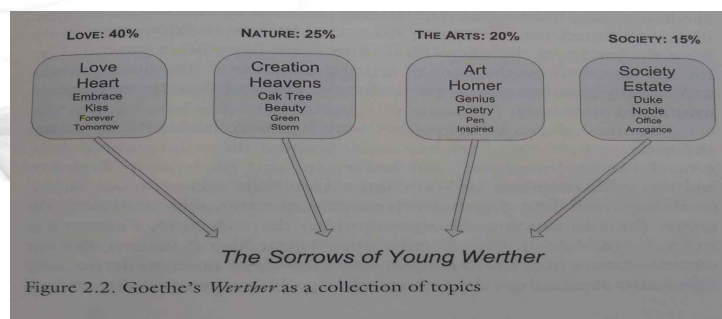 LOVE: 40%
NATURE: 25%
THE ARTS: 20%
SOCIETY: 15%
Love
Heart
Embrace
Kiss
Forever
Tomorrow
Creation
Heavens
Oak Tree
Beauty
Green
Storm
Art
Homer
Genius
Poetry
Pen
Inspired
Society
Estate
Duke
Noble
Office
Arrogance
The Sorrows of Young Werther
Figure 2.2. Goethe's Werther as a collection of topics